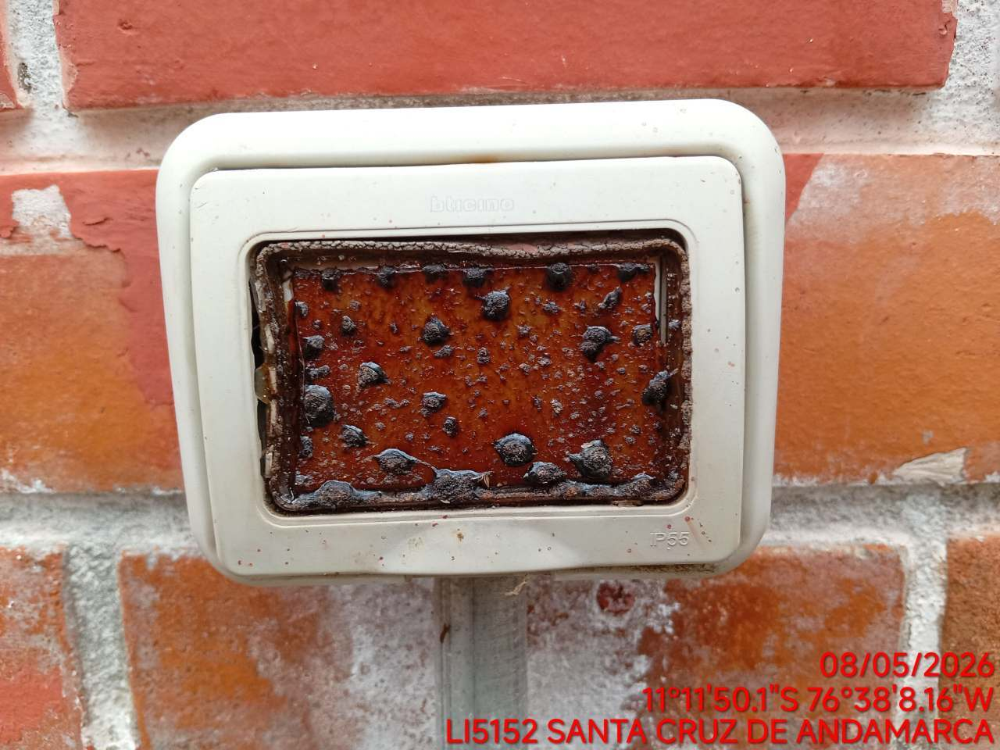 bticino
IP55
08/05/2026
11°11'50.1"S 76°38'8.16"W
LI5152 SANTA CRUZ DE ANDAMARCA